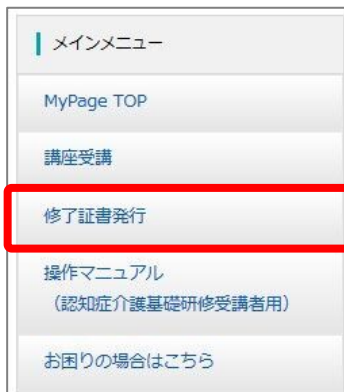 メインメニュー
MyPage TOP
講座受講
修了証書発行
操作マニュアル
（認知症介護基礎研修受講者用）
お困りの場合はこちら